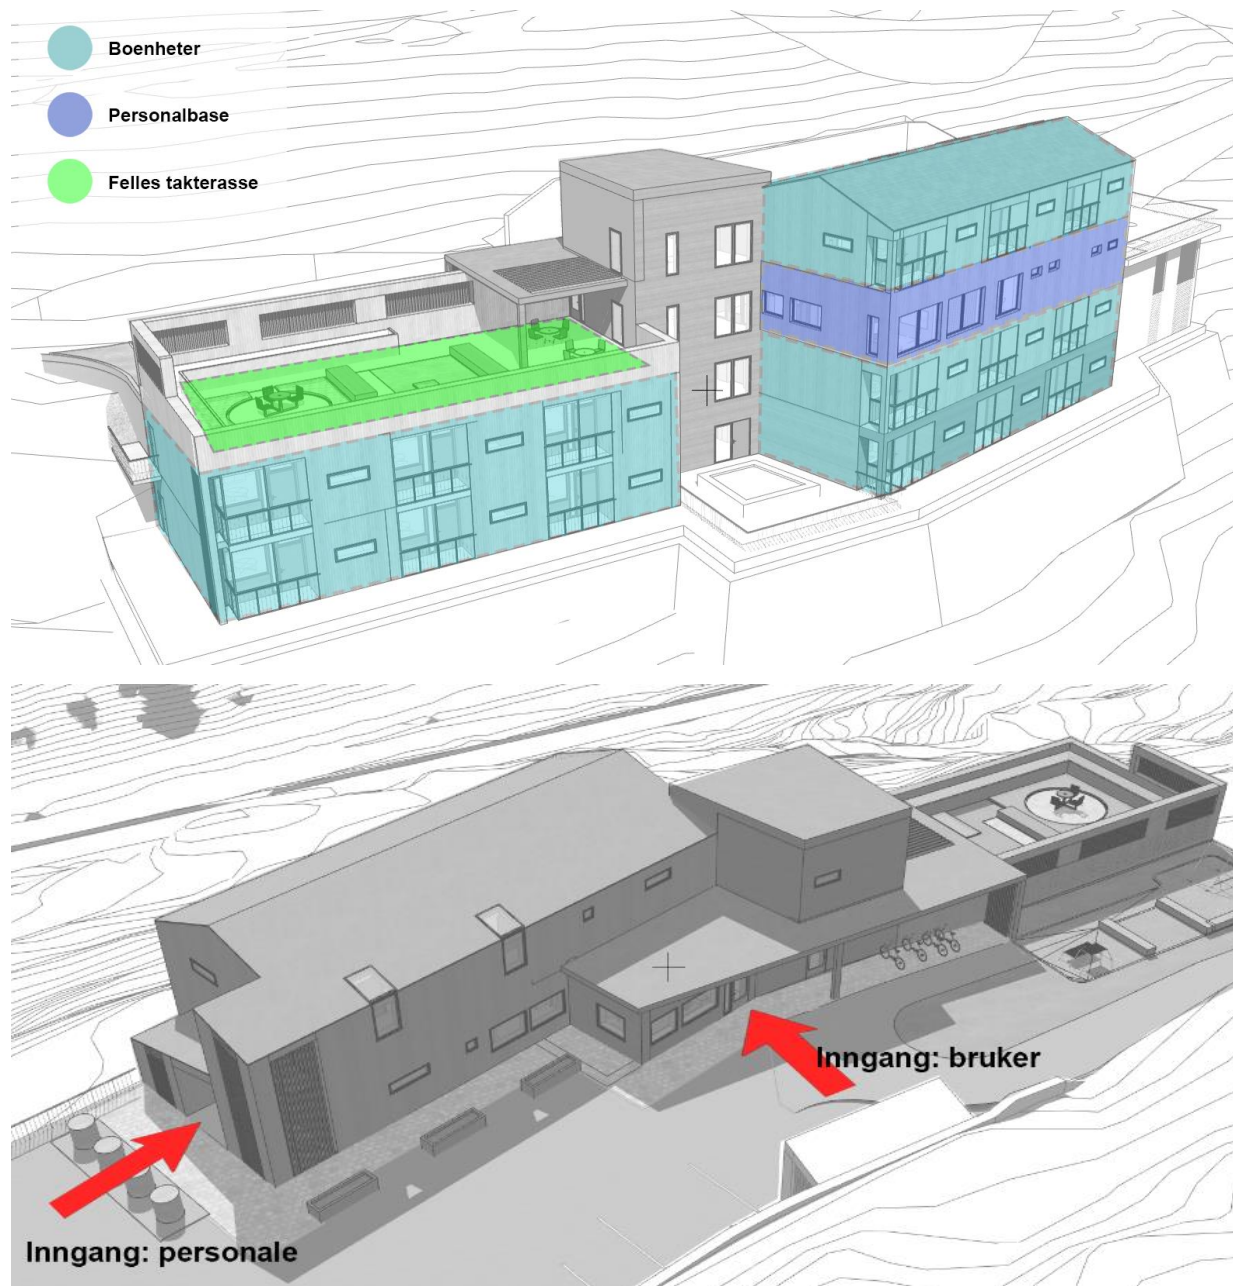 Boenheter
Personalbase
Felles takterasse
Inngang: bruker
Inngang: personale